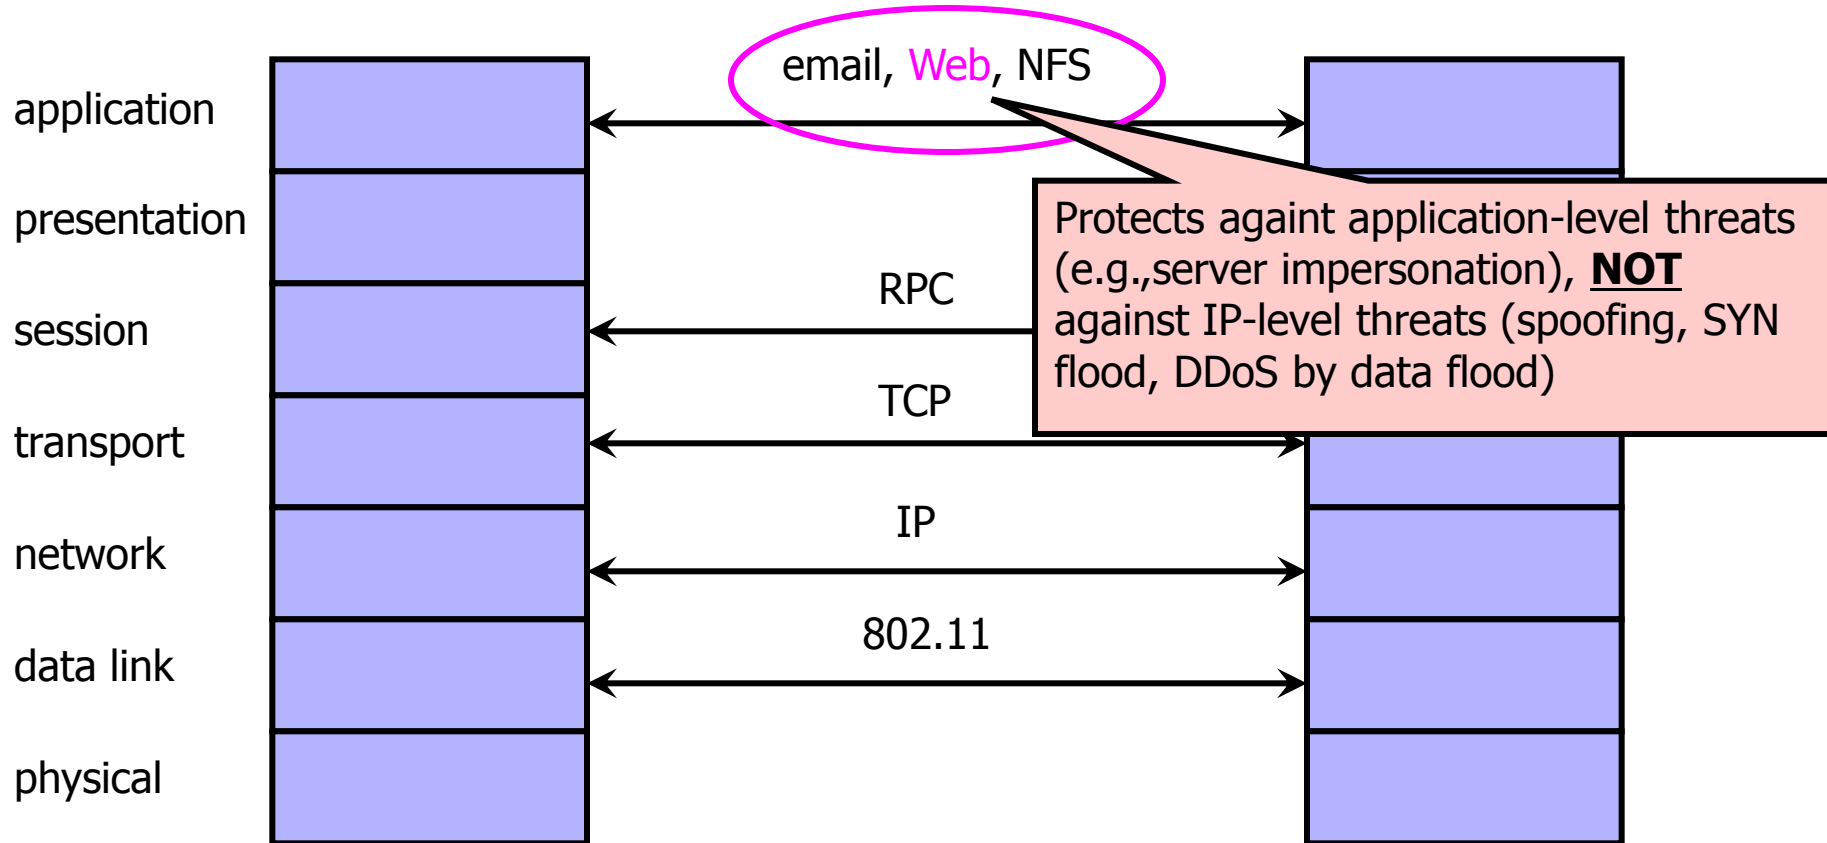 email, Web, NFS
application
presentation
Protects againt application-level threats
(e.g.,server impersonation), NOT
against IP-level threats (spoofing, SYN
flood, DDoS by data flood)
RPC
session
TCP
transport
IP
network
802.11
data link
physical